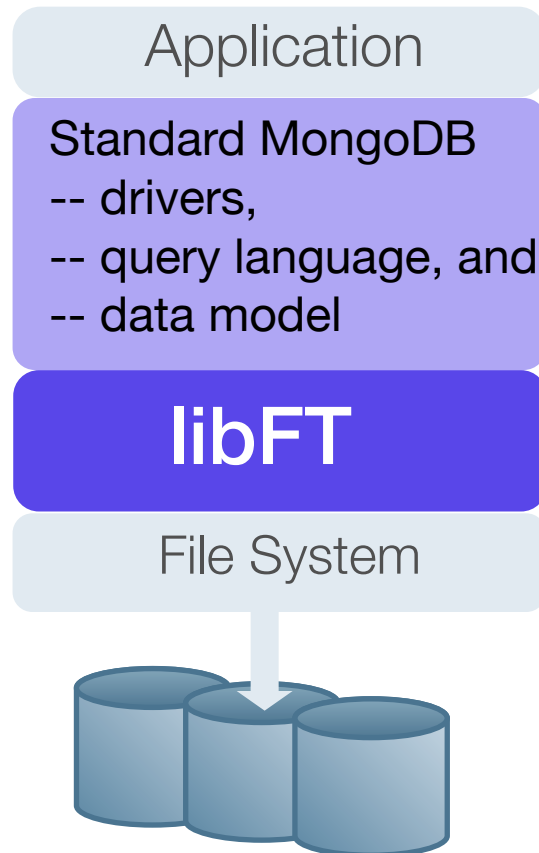 Application
Standard MongoDB
-- drivers,
-- query language, and
-- data model
libFT
File System